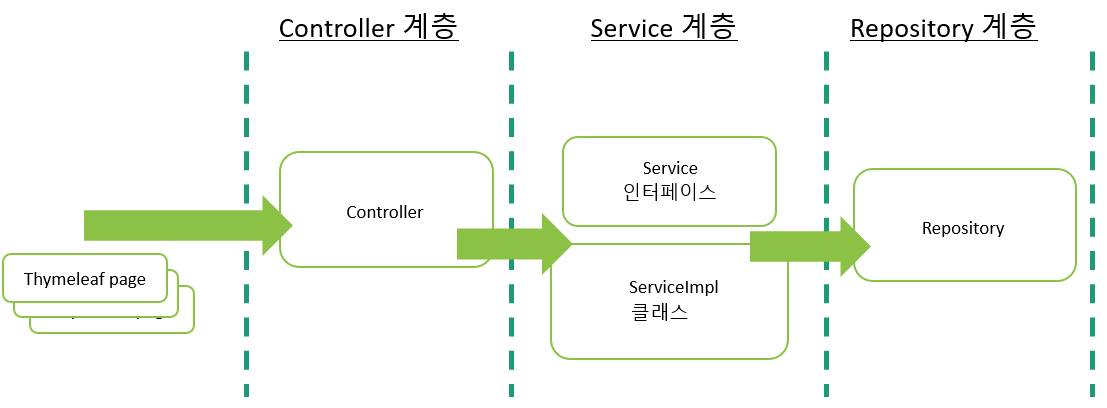 Controller 계층
Service 계층
Repository 계층
Controller
Service
인터페이스
Repository
Thymeleaf page
ServiceImpl
클래스